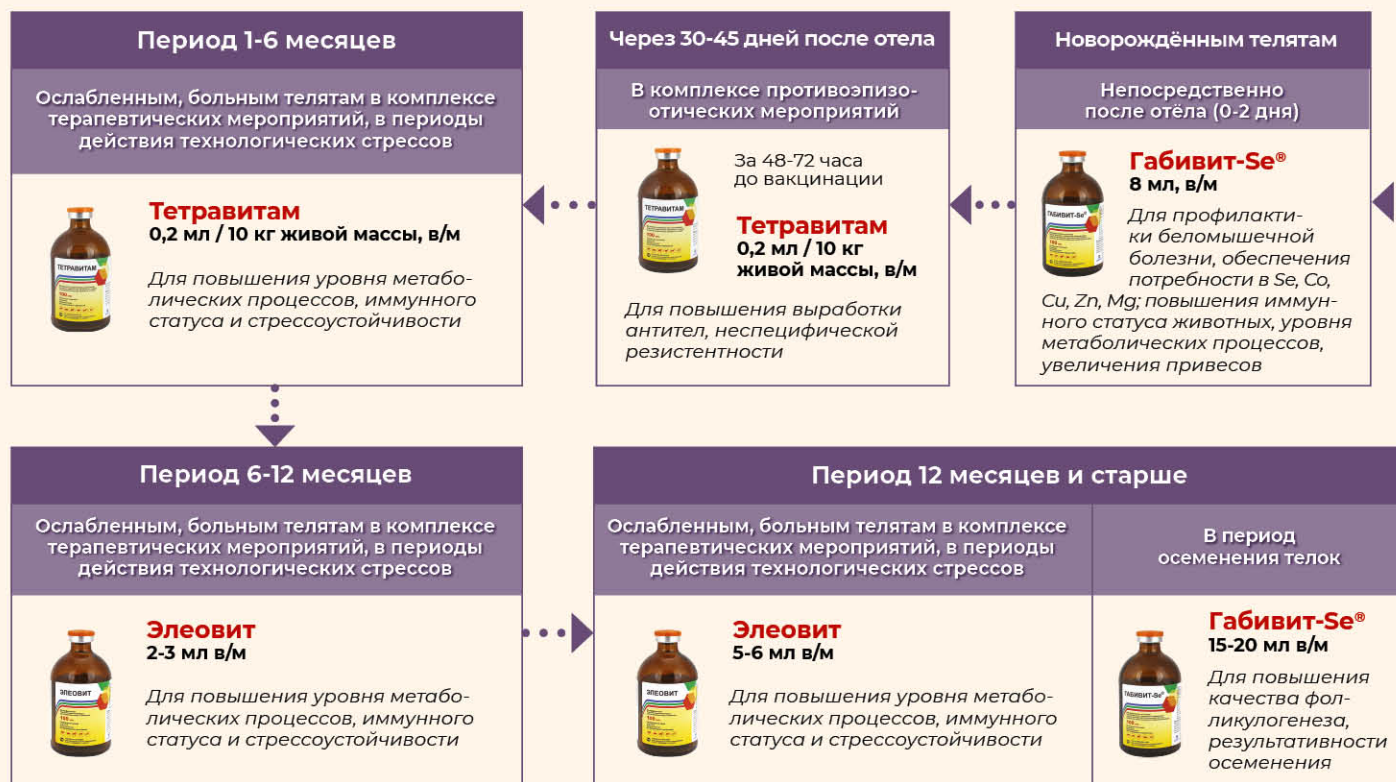 Период 1-6 месяцев
Ослабленным, больным телятам в комплексе
терапевтических мероприятий, в периоды
действия технологических стрессов
ТЕТРАВИТАМ
Тетравитам
0,2 мл / 10 кг живой массы, в/м
Для повышения уровня метабо-
лических процессов, иммунного
статуса и стрессоустойчивости
Через 30-45 дней после отела
В комплексе противоэпизо-
отических мероприятий
ТЕТРАВИТАМ
За 48-72 часа
до вакцинации
Тетравитам
0,2 мл / 10 кг
живой массы, в/м
Для повышения выработки
антител, неспецифической
резистентности
Новорождённым телятам
Непосредственно
после отёла (0-2 дня)
ГАБИВИТ-Se®
Габивит-Se®
8 мл, в/м
Для профилакти-
ки беломышечной
болезни, обеспечения
потребности в Se, Co,
Cu, Zn, Mg; повышения иммун-
ного статуса животных, уровня
метаболических процессов,
увеличения привесов
Период 6-12 месяцев
Ослабленным, больным телятам в комплексе
терапевтических мероприятий, в периоды
действия технологических стрессов
ЭЛЕОВИТ
Элеовит
2-3 мл в/м
Для повышения уровня метабо-
лических процессов, иммунного
статуса и стрессоустойчивости
Период 12 месяцев и старше
Ослабленным, больным телятам в комплексе
терапевтических мероприятий, в периоды
действия технологических стрессов
ЭЛЕОВИТ
Элеовит
5-6 мл в/м
Для повышения уровня метабо-
лических процессов, иммунного
статуса и стрессоустойчивости
В период
осеменения телок
ГАБИВИТ-Se®
Габивит-Se®
15-20 мл в/м
Для повышения
качества фол-
ликулогенеза,
результативности
осеменения